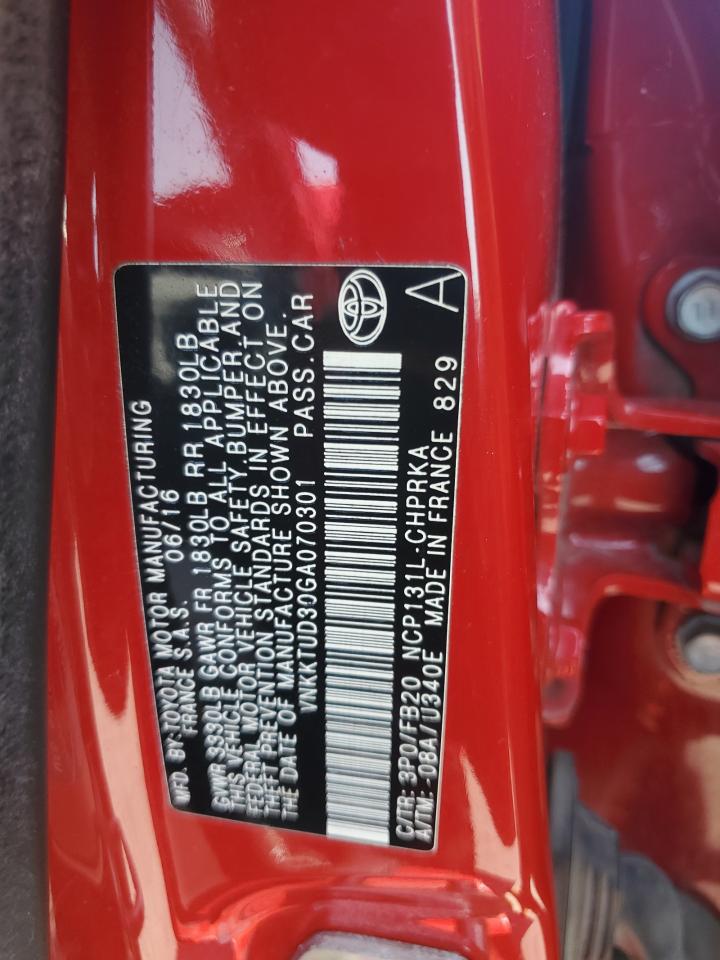 MFD. BY: TOYOTA MOTOR MANUFACTURING
FRANCE S.A.S. 06/16
GVWR 3330LB GAWR FR 1830LB RR 1830LB
THIS VEHICLE CONFORMS TO ALL APPLICABLE
FEDERAL MOTOR VEHICLE SAFETY, BUMPER, AND
THEFT PREVENTION STANDARDS IN EFFECT ON
THE DATE OF MANUFACTURE SHOWN ABOVE.
VNKKTUD30GA070301 PASS.CAR
C/TR: 3P0/FB20 NCP131L-CHPRKA
A/TM: -08A/U340E MADE IN FRANCE 829
A